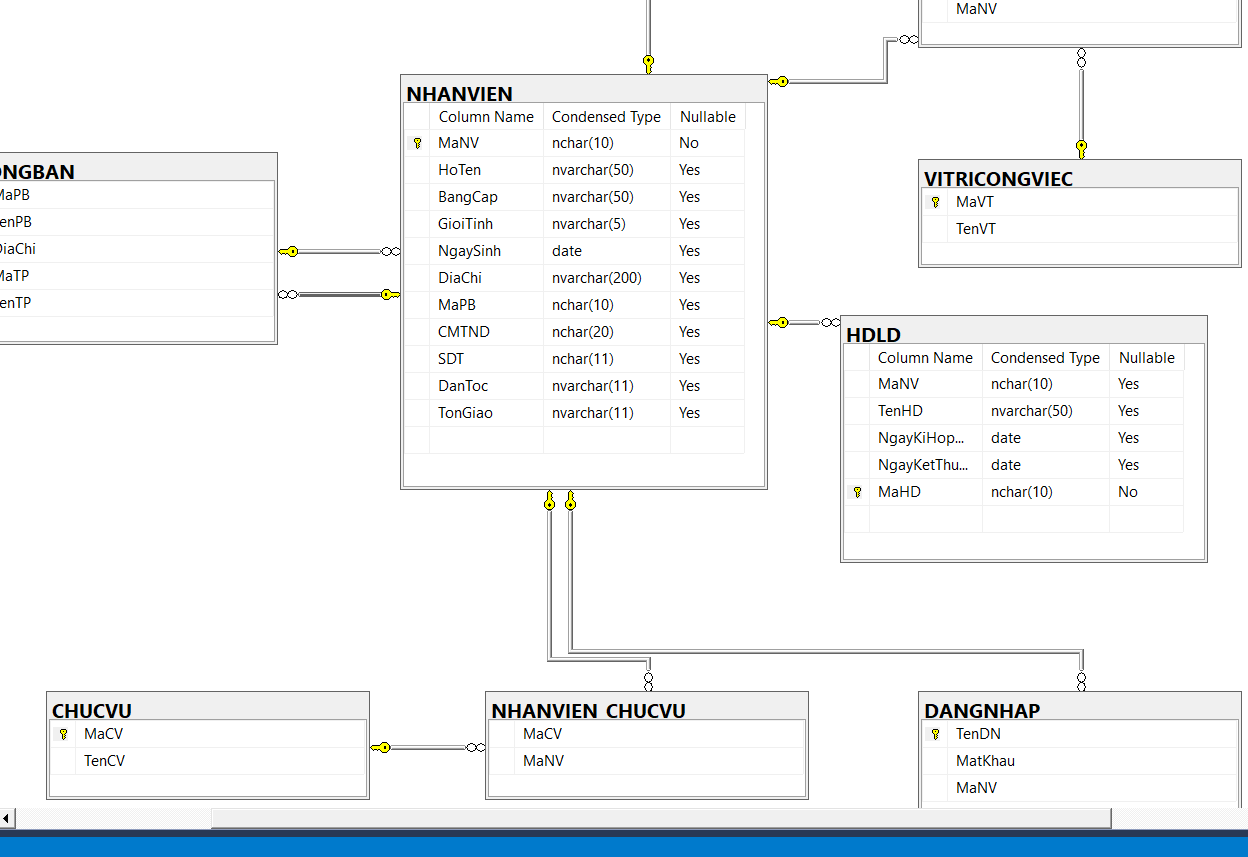 MaNV
NHANVIEN
Column Name Condensed Type Nullable
MaNV nchar(10) No
HoTen nvarchar(50) Yes
BangCap nvarchar(50) Yes
GioiTinh nvarchar(5) Yes
NgaySinh date Yes
DiaChi nvarchar(200) Yes
MaPB nchar(10) Yes
CMTND nchar(20) Yes
SDT nchar(11) Yes
DanToc nvarchar(11) Yes
TonGiao nvarchar(11) Yes
ONGBAN
MaPB
enPB
DiaChi
MaTP
enTP
VITRICONGVIEC
MaVT
TenVT
HDLD
Column Name Condensed Type Nullable
MaNV nchar(10) Yes
TenHD nvarchar(50) Yes
NgayKiHop... date Yes
NgayKetThu... date Yes
MaHD nchar(10) No
CHUCVU
MaCV
TenCV
NHANVIEN_CHUCVU
MaCV
MaNV
DANGNHAP
TenDN
MatKhau
MaNV